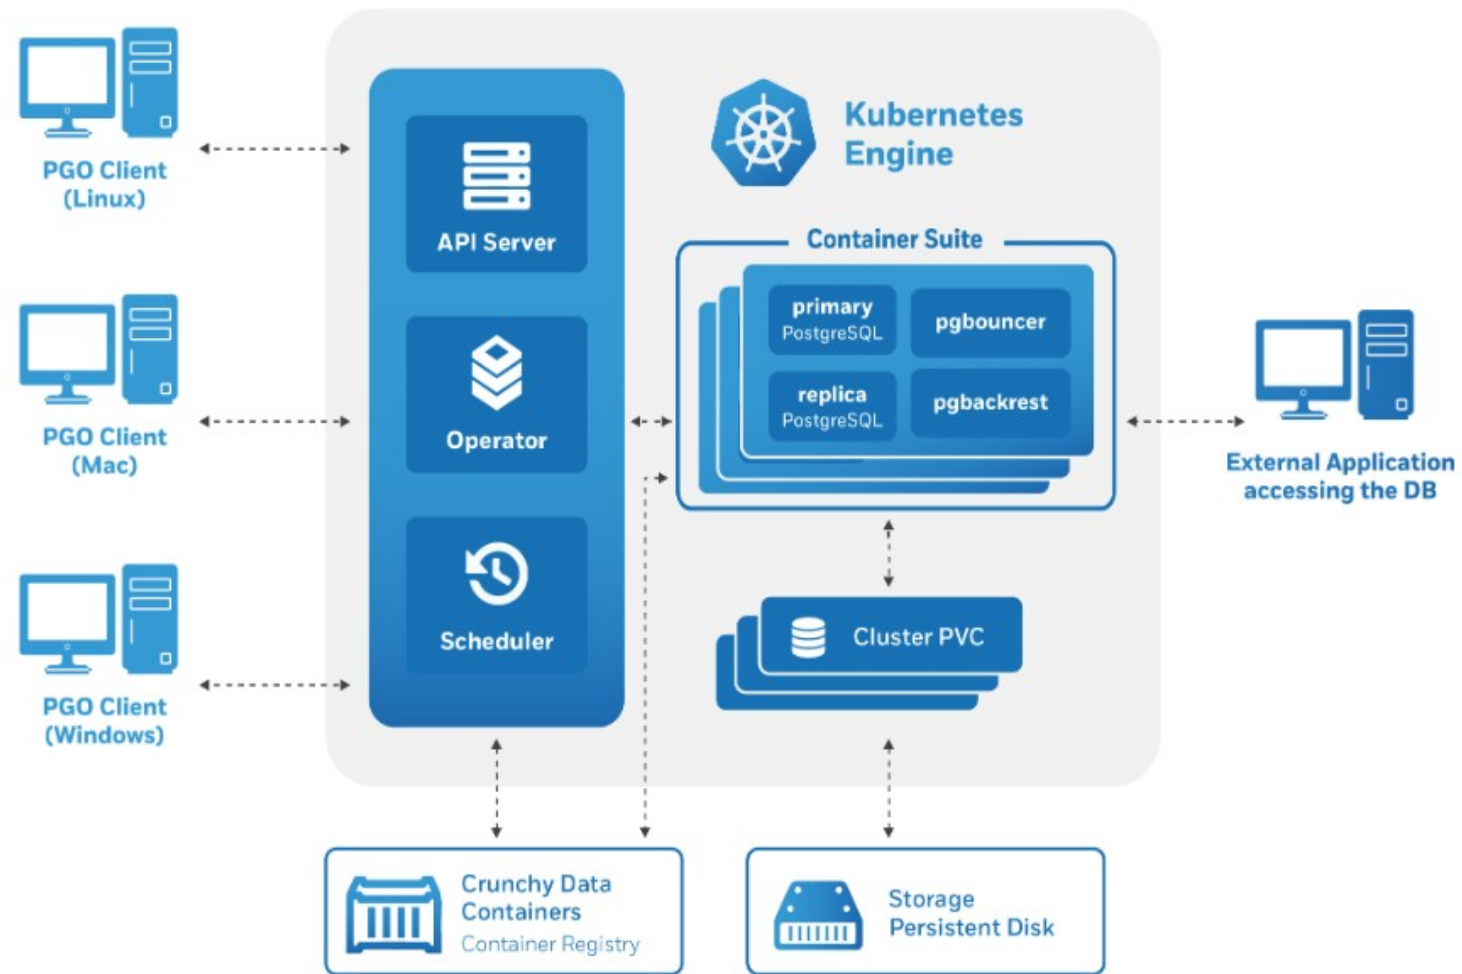 PGO Client
(Linux)
PGO Client
(Mac)
PGO Client
(Windows)
API Server
Operator
Scheduler
Kubernetes
Engine
Container Suite
primary
PostgreSQL
pgbouncer
replica
PostgreSQL
pgbackrest
Cluster PVC
External Application
accessing the DB
Crunchy Data
Containers
Container Registry
Storage
Persistent Disk